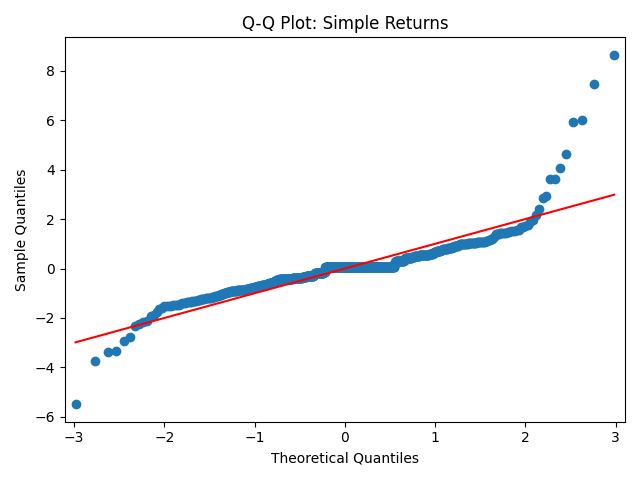 Q-Q Plot: Simple Returns
Sample Quantiles
8
6
4
2
0
−2
−4
−6
−3 −2 −1 0 1 2 3
Theoretical Quantiles